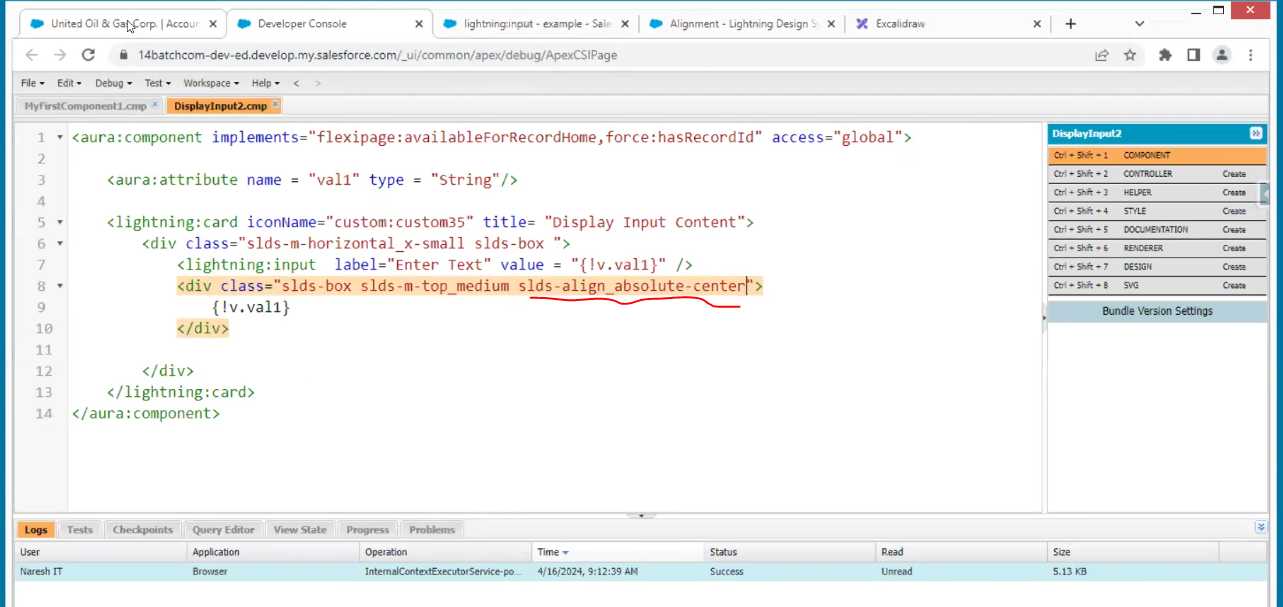 United Oil & Gas Corp. | Accoun
Developer Console
lightning:input - example - Sale
Alignment - Lightning Design S
Excalidraw
14batchcom-dev-ed.develop.my.salesforce.com/_ui/common/apex/debug/ApexCSIPage
File Edit Debug Test Workspace Help < >
MyFirstComponent1.cmp DisplayInput2.cmp
1 <aura:component implements="flexipage:availableForRecordHome,force:hasRecordId" access="global">
2
3 <aura:attribute name = "val1" type = "String"/>
4
5 <lightning:card iconName="custom:custom35" title= "Display Input Content">
6 <div class="slds-m-horizontal_x-small slds-box ">
7 <lightning:input  label="Enter Text" value = "{!v.val1}" />
8 <div class="slds-box slds-m-top_medium slds-align_absolute-center">
9 {!v.val1}
10 </div>
11
12 </div>
13 </lightning:card>
14 </aura:component>
DisplayInput2
Ctrl + Shift + 1 COMPONENT
Ctrl + Shift + 2 CONTROLLER Create
Ctrl + Shift + 3 HELPER Create
Ctrl + Shift + 4 STYLE Create
Ctrl + Shift + 5 DOCUMENTATION Create
Ctrl + Shift + 6 RENDERER Create
Ctrl + Shift + 7 DESIGN Create
Ctrl + Shift + 8 SVG Create
Bundle Version Settings
Logs Tests Checkpoints Query Editor View State Progress Problems
User Application Operation Time Status Read Size
Naresh IT Browser InternalContextExecutorService-po... 4/16/2024, 9:12:39 AM Success Unread 5.13 KB